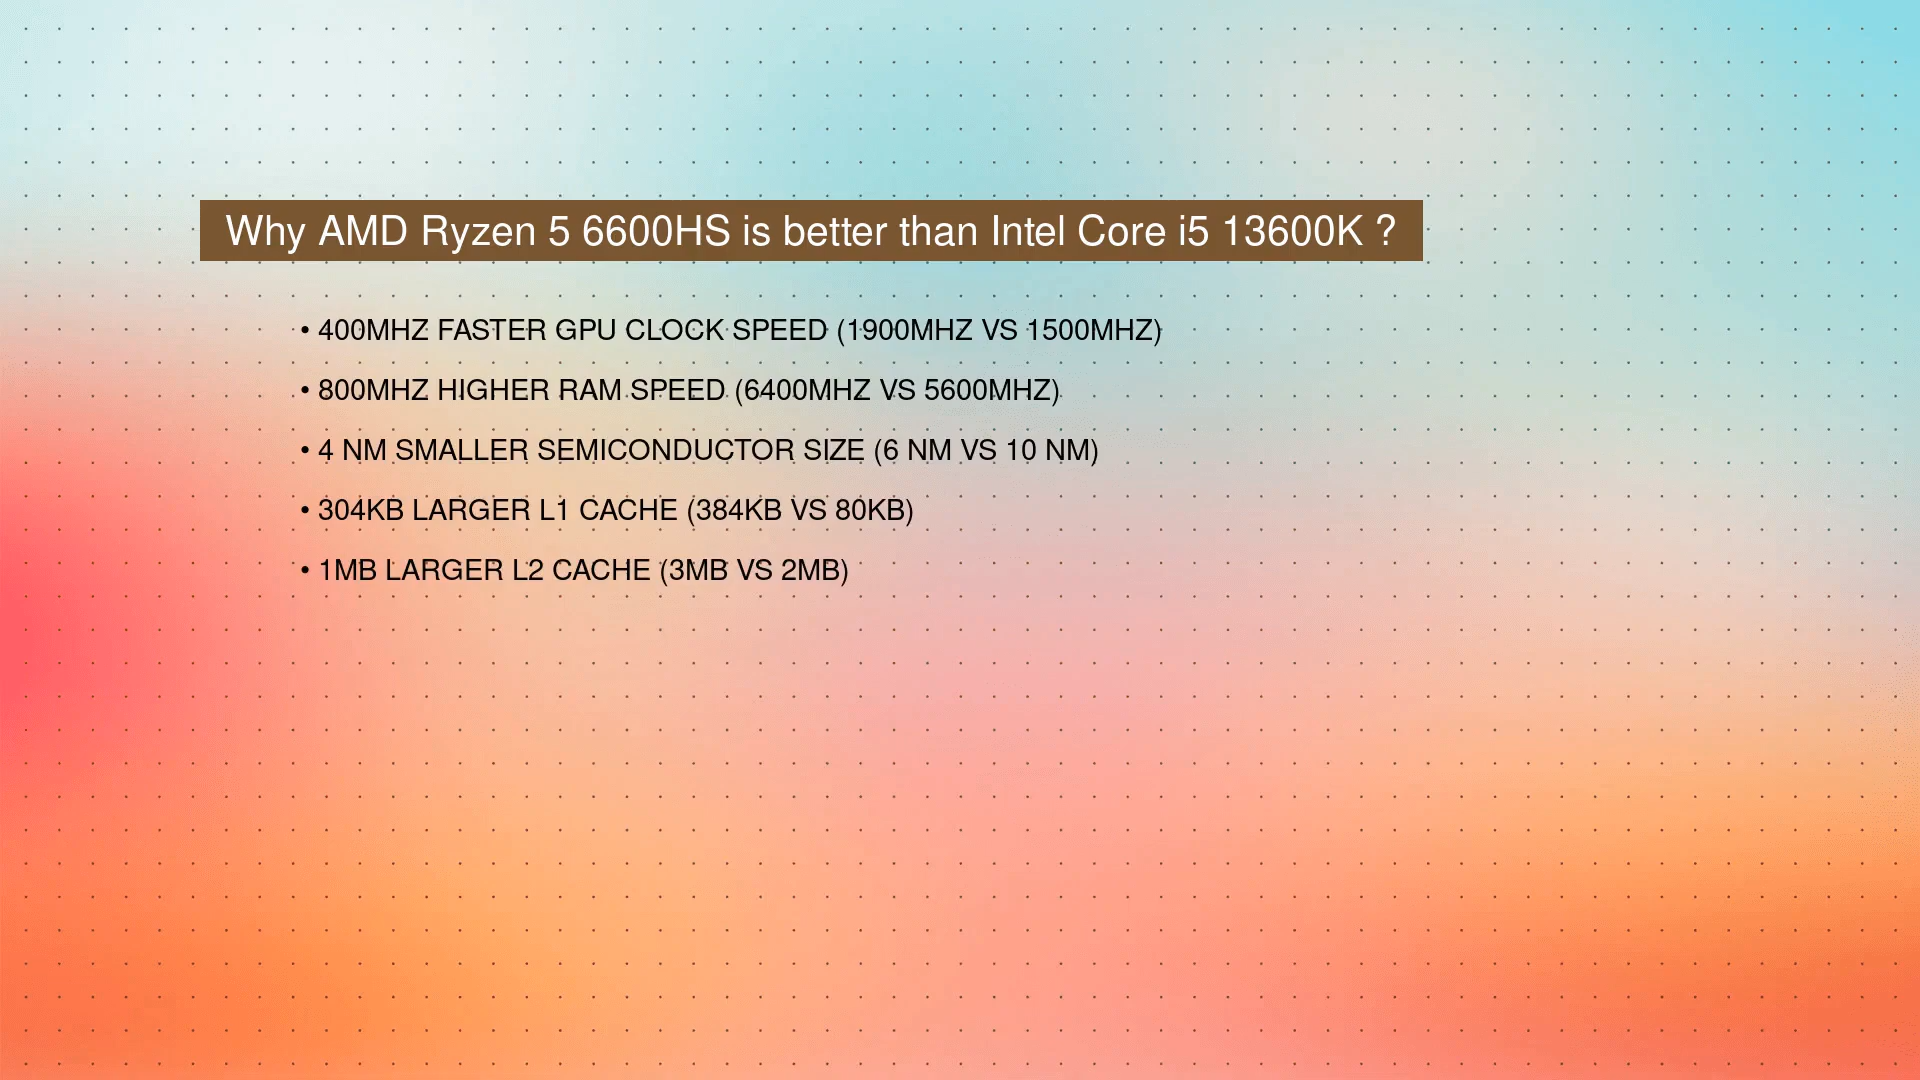 Why AMD Ryzen 5 6600HS is better than Intel Core i5 13600K ?
• 400MHZ FASTER GPU CLOCK SPEED (1900MHZ VS 1500MHZ)
• 800MHZ HIGHER RAM SPEED (6400MHZ VS 5600MHZ)
• 4 NM SMALLER SEMICONDUCTOR SIZE (6 NM VS 10 NM)
• 304KB LARGER L1 CACHE (384KB VS 80KB)
• 1MB LARGER L2 CACHE (3MB VS 2MB)